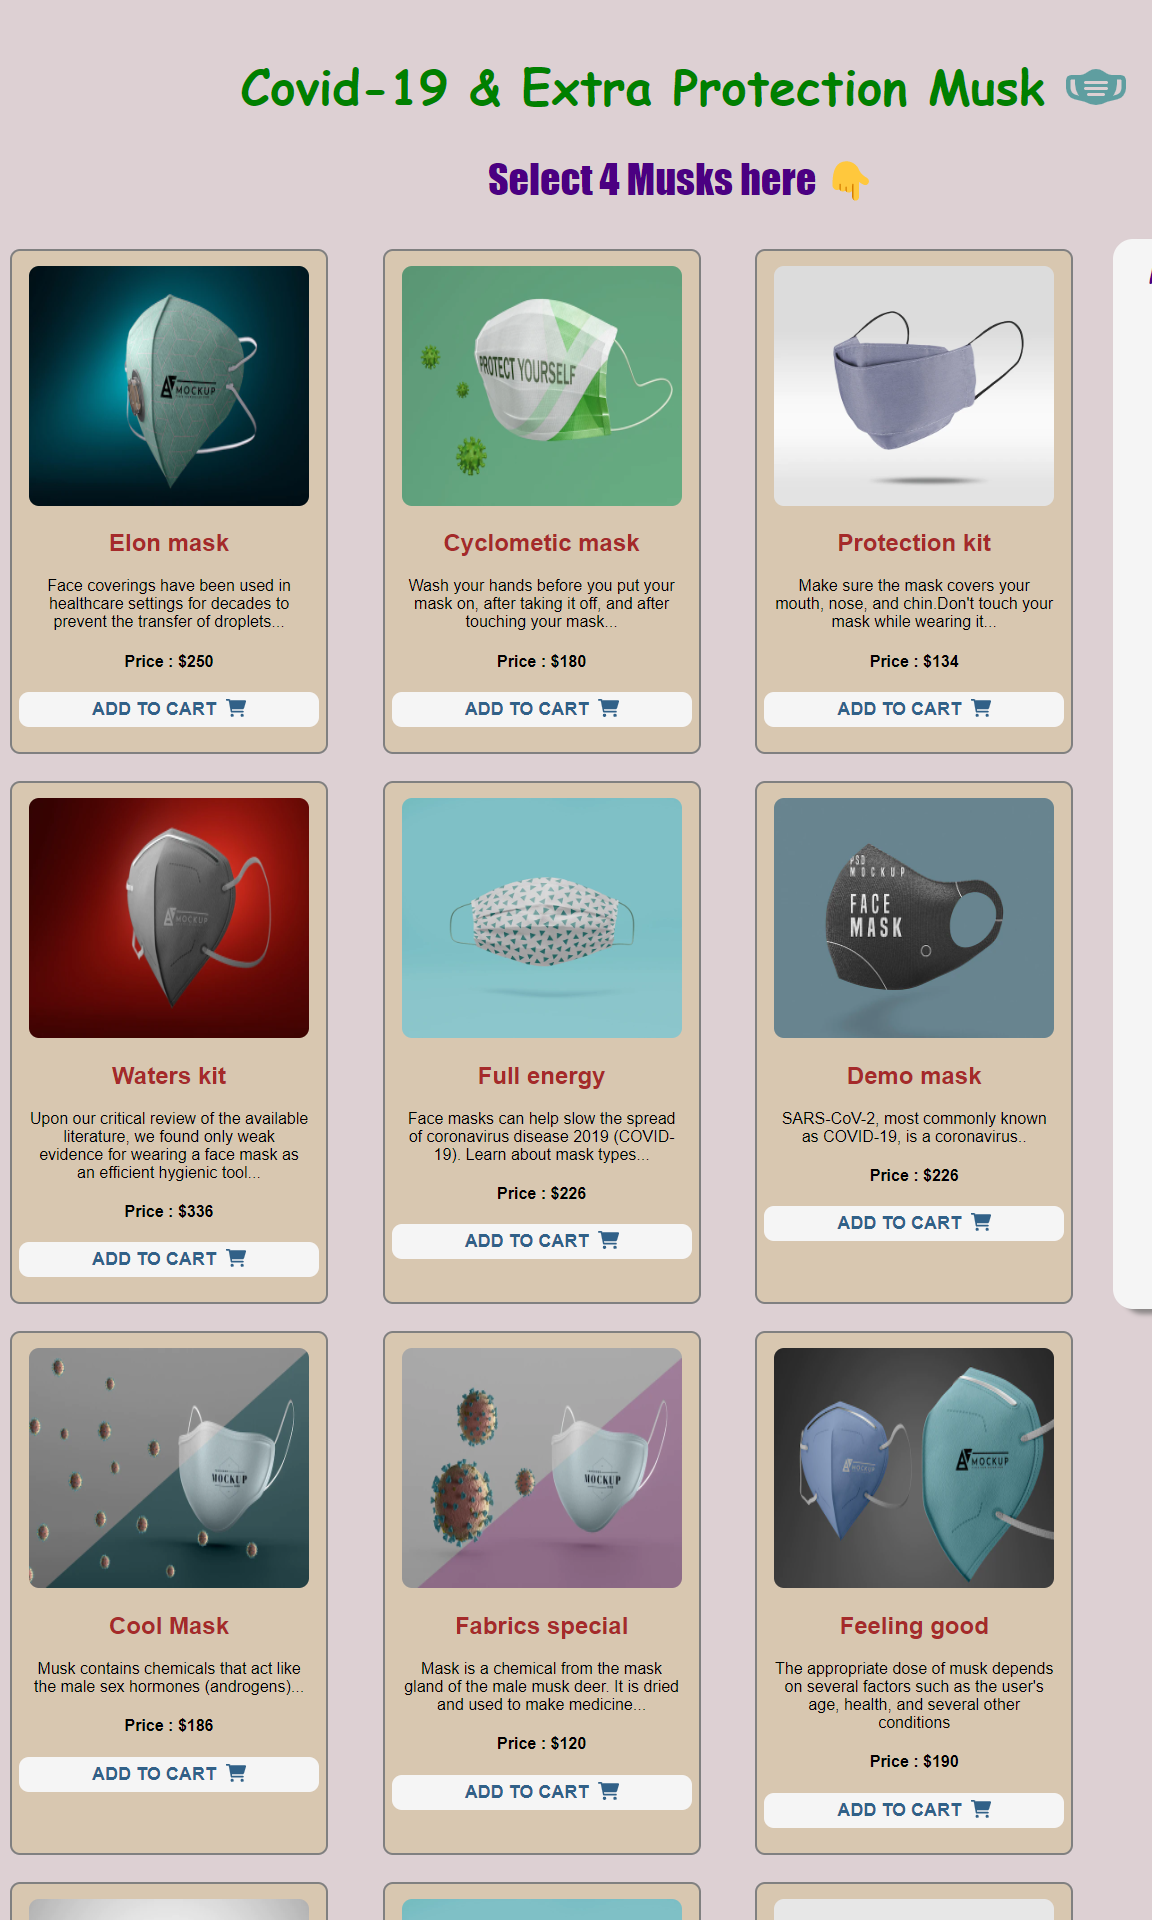 Covid-19 & Extra Protection Musk
Select 4 Musks here 👇
MOCKUP
Elon mask
Face coverings have been used in
healthcare settings for decades to
prevent the transfer of droplets...
Price : $250
ADD TO CART
PROTECT YOURSELF
Cyclometic mask
Wash your hands before you put your
mask on, after taking it off, and after
touching your mask...
Price : $180
ADD TO CART
Protection kit
Make sure the mask covers your
mouth, nose, and chin.Don't touch your
mask while wearing it...
Price : $134
ADD TO CART
MOCKUP
Waters kit
Upon our critical review of the available
literature, we found only weak
evidence for wearing a face mask as
an efficient hygienic tool...
Price : $336
ADD TO CART
Full energy
Face masks can help slow the spread
of coronavirus disease 2019 (COVID-
19). Learn about mask types...
Price : $226
ADD TO CART
PSD
MOCKUP
FACE
MASK
Demo mask
SARS-CoV-2, most commonly known
as COVID-19, is a coronavirus..
Price : $226
ADD TO CART
MOCKUP
Cool Mask
Musk contains chemicals that act like
the male sex hormones (androgens)...
Price : $186
ADD TO CART
MOCKUP
Fabrics special
Mask is a chemical from the mask
gland of the male musk deer. It is dried
and used to make medicine...
Price : $120
ADD TO CART
MOCKUP
MOCKUP
Feeling good
The appropriate dose of musk depends
on several factors such as the user's
age, health, and several other
conditions
Price : $190
ADD TO CART